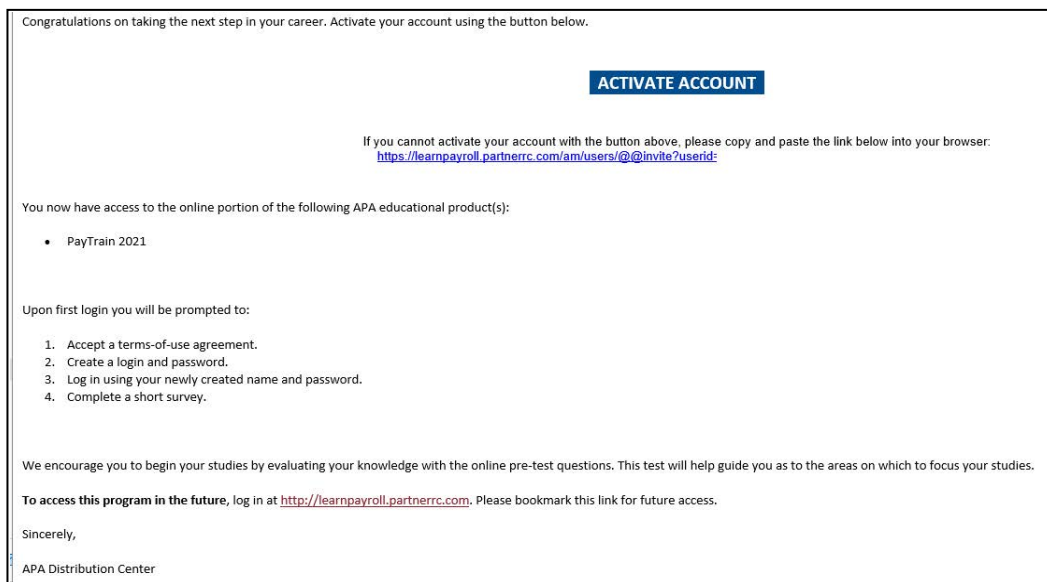 Congratulations on taking the next step in your career. Activate your account using the button below.
ACTIVATE ACCOUNT
If you cannot activate your account with the button above, please copy and paste the link below into your browser:
https://learnpayroll.partnerrc.com/am/users/@@invite?userid=
You now have access to the online portion of the following APA educational product(s):
• PayTrain 2021
Upon first login you will be prompted to:
1. Accept a terms-of-use agreement.
2. Create a login and password.
3. Log in using your newly created name and password.
4. Complete a short survey.
We encourage you to begin your studies by evaluating your knowledge with the online pre-test questions. This test will help guide you as to the areas on which to focus your studies.
To access this program in the future, log in at http://learnpayroll.partnerrc.com. Please bookmark this link for future access.
Sincerely,
APA Distribution Center